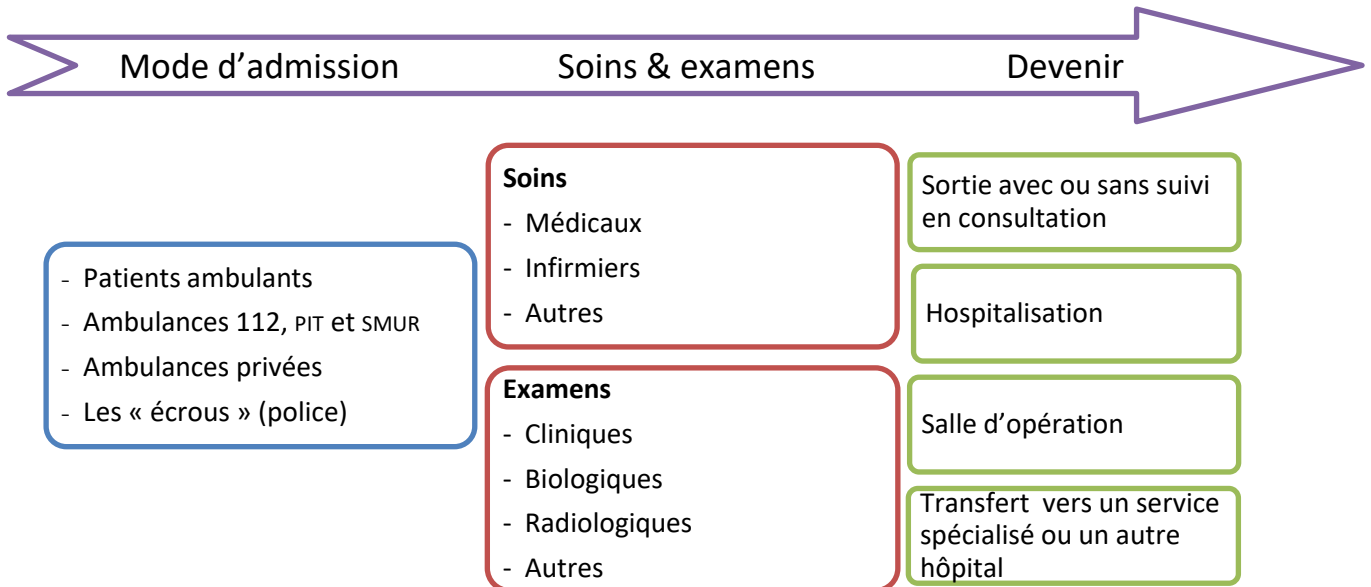 Mode d’admission
Soins & examens
Devenir
- Patients ambulants
- Ambulances 112, PIT et SMUR
- Ambulances privées
- Les « écrous » (police)
Soins
- Médicaux
- Infirmiers
- Autres
Examens
- Cliniques
- Biologiques
- Radiologiques
- Autres
Sortie avec ou sans suivi
en consultation
Hospitalisation
Salle d’opération
Transfert vers un service
spécialisé ou un autre
hôpital